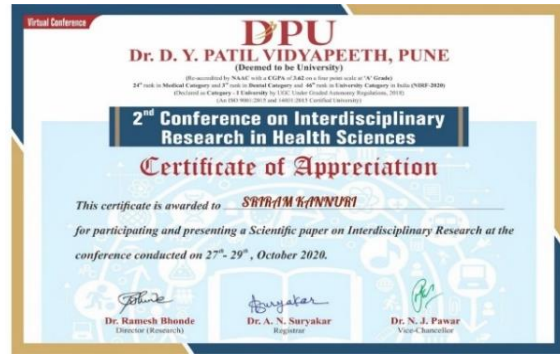 Virtual Conference
DPU
Dr. D. Y. PATIL VIDYAPEETH, PUNE
(Deemed to be University)
(Re-accredited by NAAC with a CGPA of 3.62 on a four point scale at 'A' Grade)
24th rank in Medical Category and 3rd rank in Dental Category and 46th rank in University Category in India (NIRF-2020)
(Declared as Category - I University by UGC Under Graded Autonomy Regulations, 2018)
(An ISO 9001:2015 and 14001:2015 Certified University)
2nd Conference on Interdisciplinary
Research in Health Sciences
Certificate of Appreciation
This certificate is awarded to SRIRAM KANNURI
for participating and presenting a Scientific paper on Interdisciplinary Research at the
conference conducted on 27th- 29th, October 2020.
Suryakar
Dr. Ramesh Bhonde
Director (Research)
Dr. A. N. Suryakar
Registrar
Dr. N. J. Pawar
Vice-Chancellor